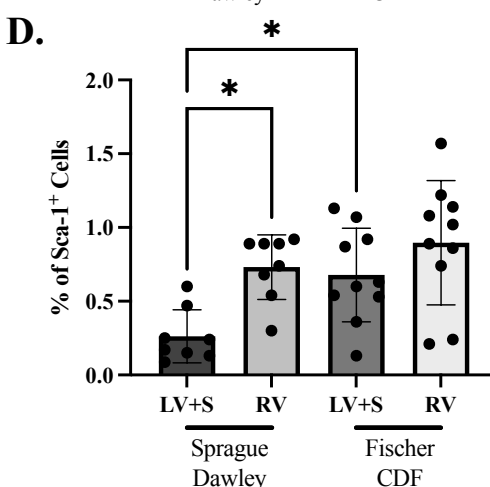 D.
*
*
2.0
1.5
1.0
0.5
0.0
% of Sca-1⁺ Cells
LV+S RV LV+S RV
Sprague Fischer
Dawley CDF